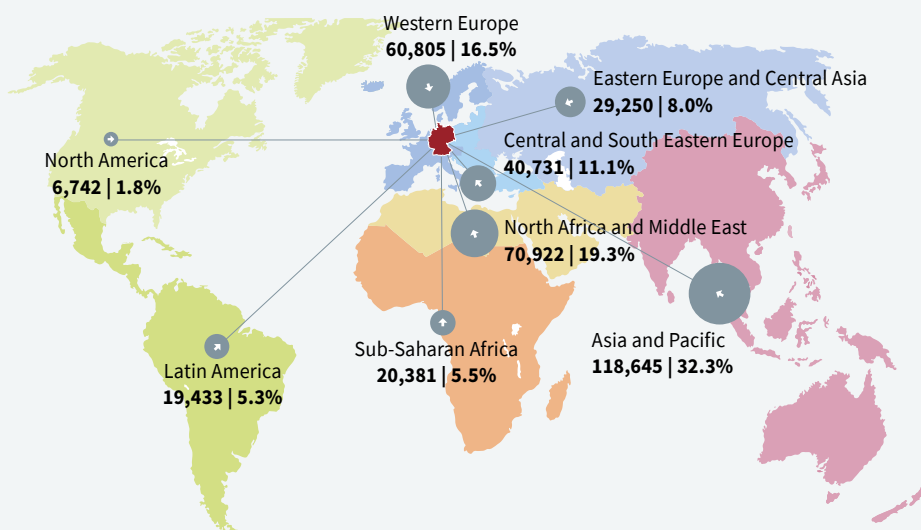 Western Europe
60,805 | 16.5%
Eastern Europe and Central Asia
29,250 | 8.0%
Central and South Eastern Europe
40,731 | 11.1%
North America
6,742 | 1.8%
North Africa and Middle East
70,922 | 19.3%
Asia and Pacific
118,645 | 32.3%
Sub-Saharan Africa
20,381 | 5.5%
Latin America
19,433 | 5.3%